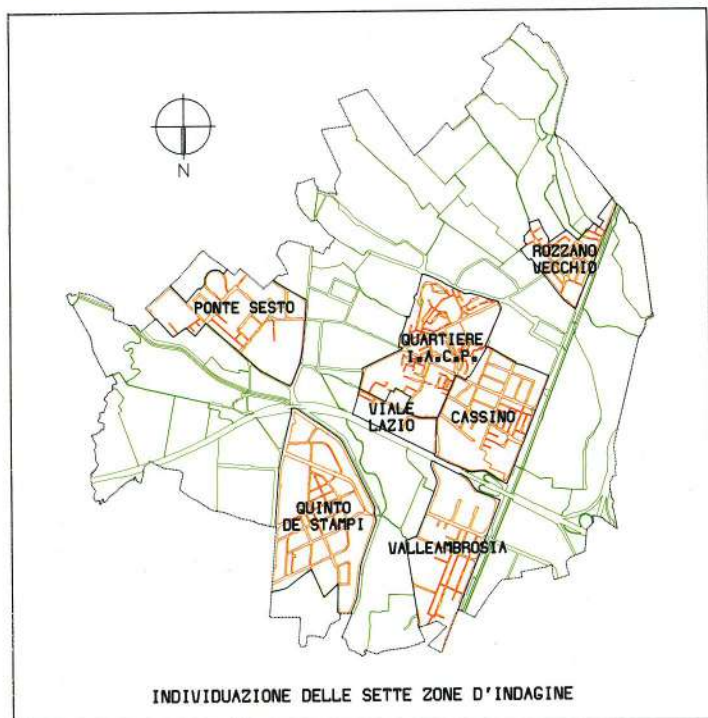 N
ROZZANO
VECCHIO
PONTE SESTO
QUARTIERE
I.A.C.P.
VIALE
LAZIO
CASSINO
QUINTO
DE STAMPI
VALLEAMBROSIA
INDIVIDUAZIONE DELLE SETTE ZONE D'INDAGINE